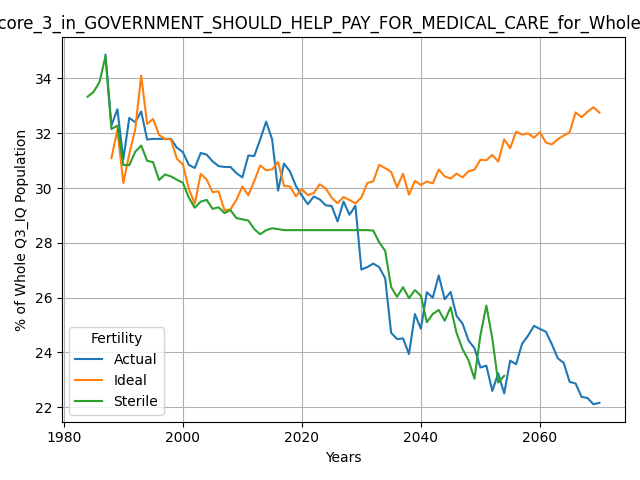 core_3_in_GOVERNMENT_SHOULD_HELP_PAY_FOR_MEDICAL_CARE_for_Whole
% of Whole Q3_IQ Population
34
32
30
28
26
24
22
Fertility
Actual
Ideal
Sterile
1980 2000 2020 2040 2060
Years